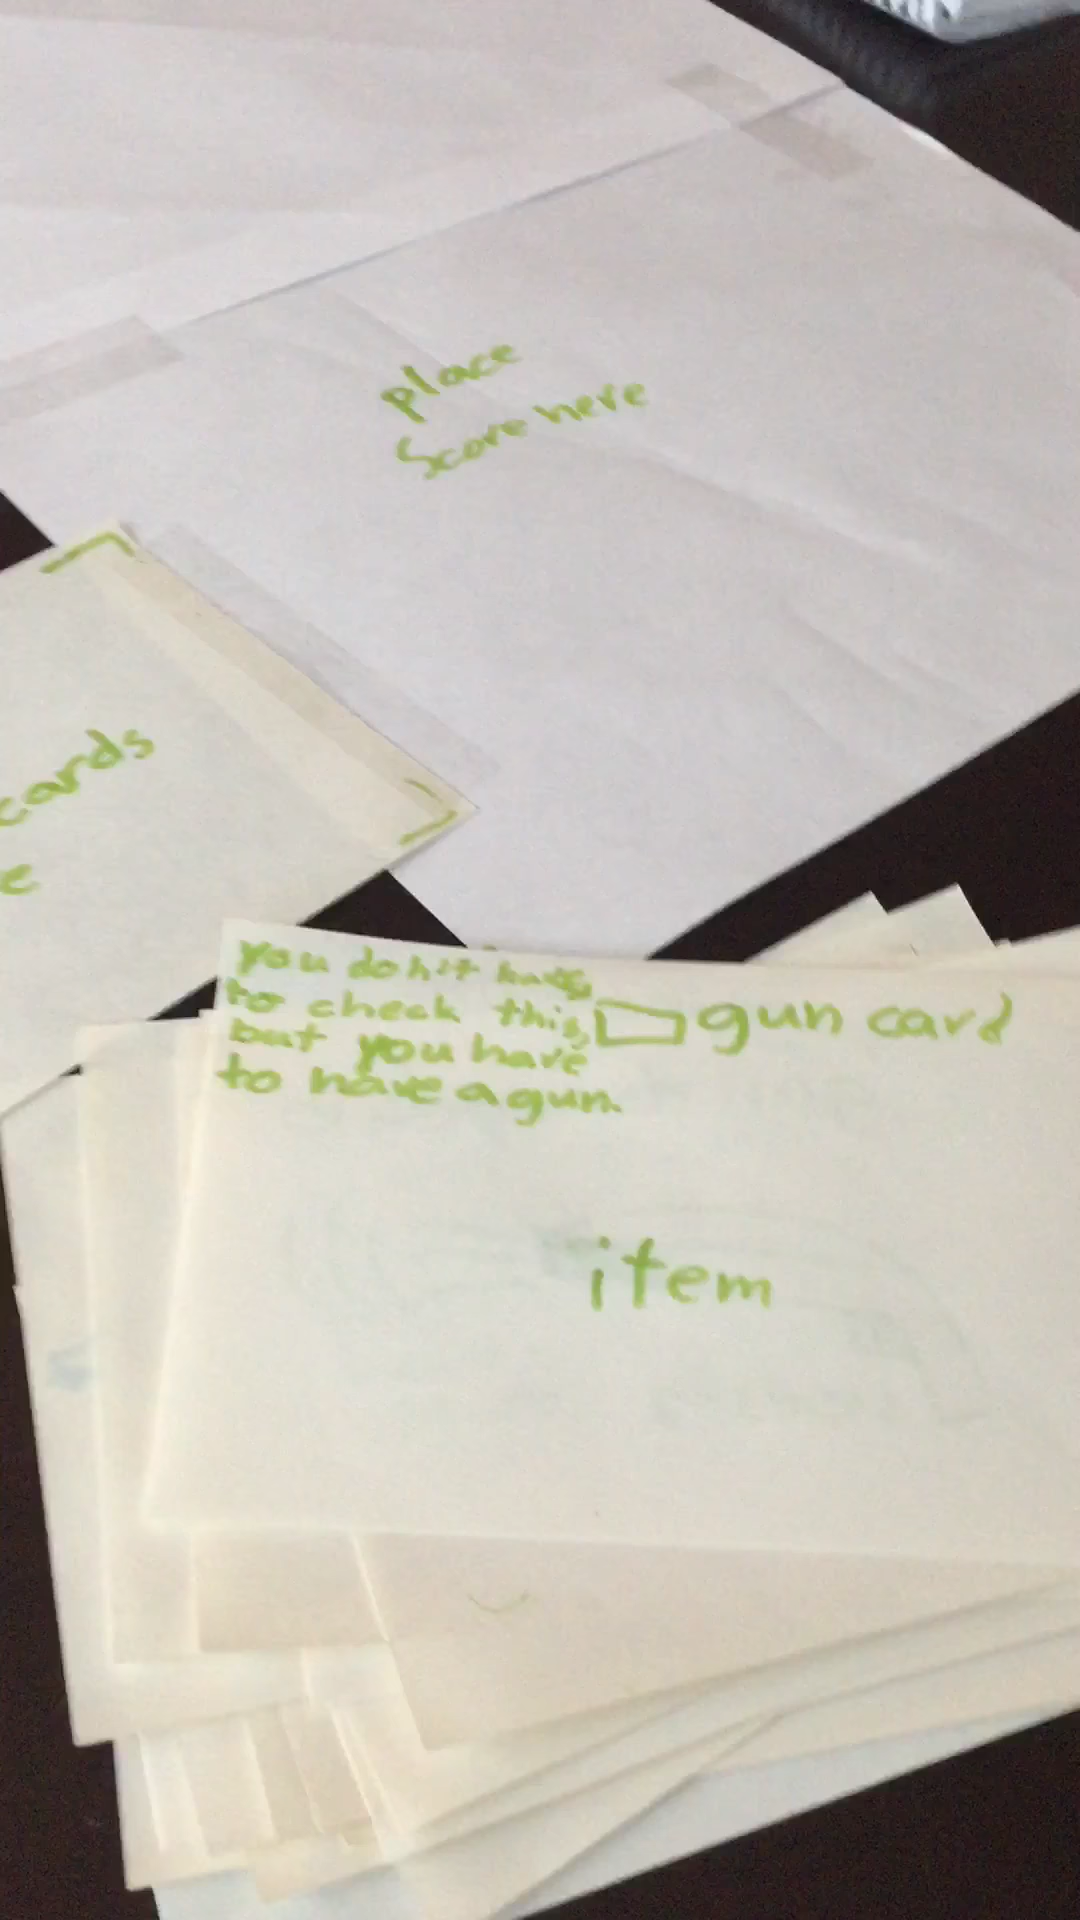 place
Score here
cards
e
you don't have
to check this,
but you have
to have a gun.
gun card
item